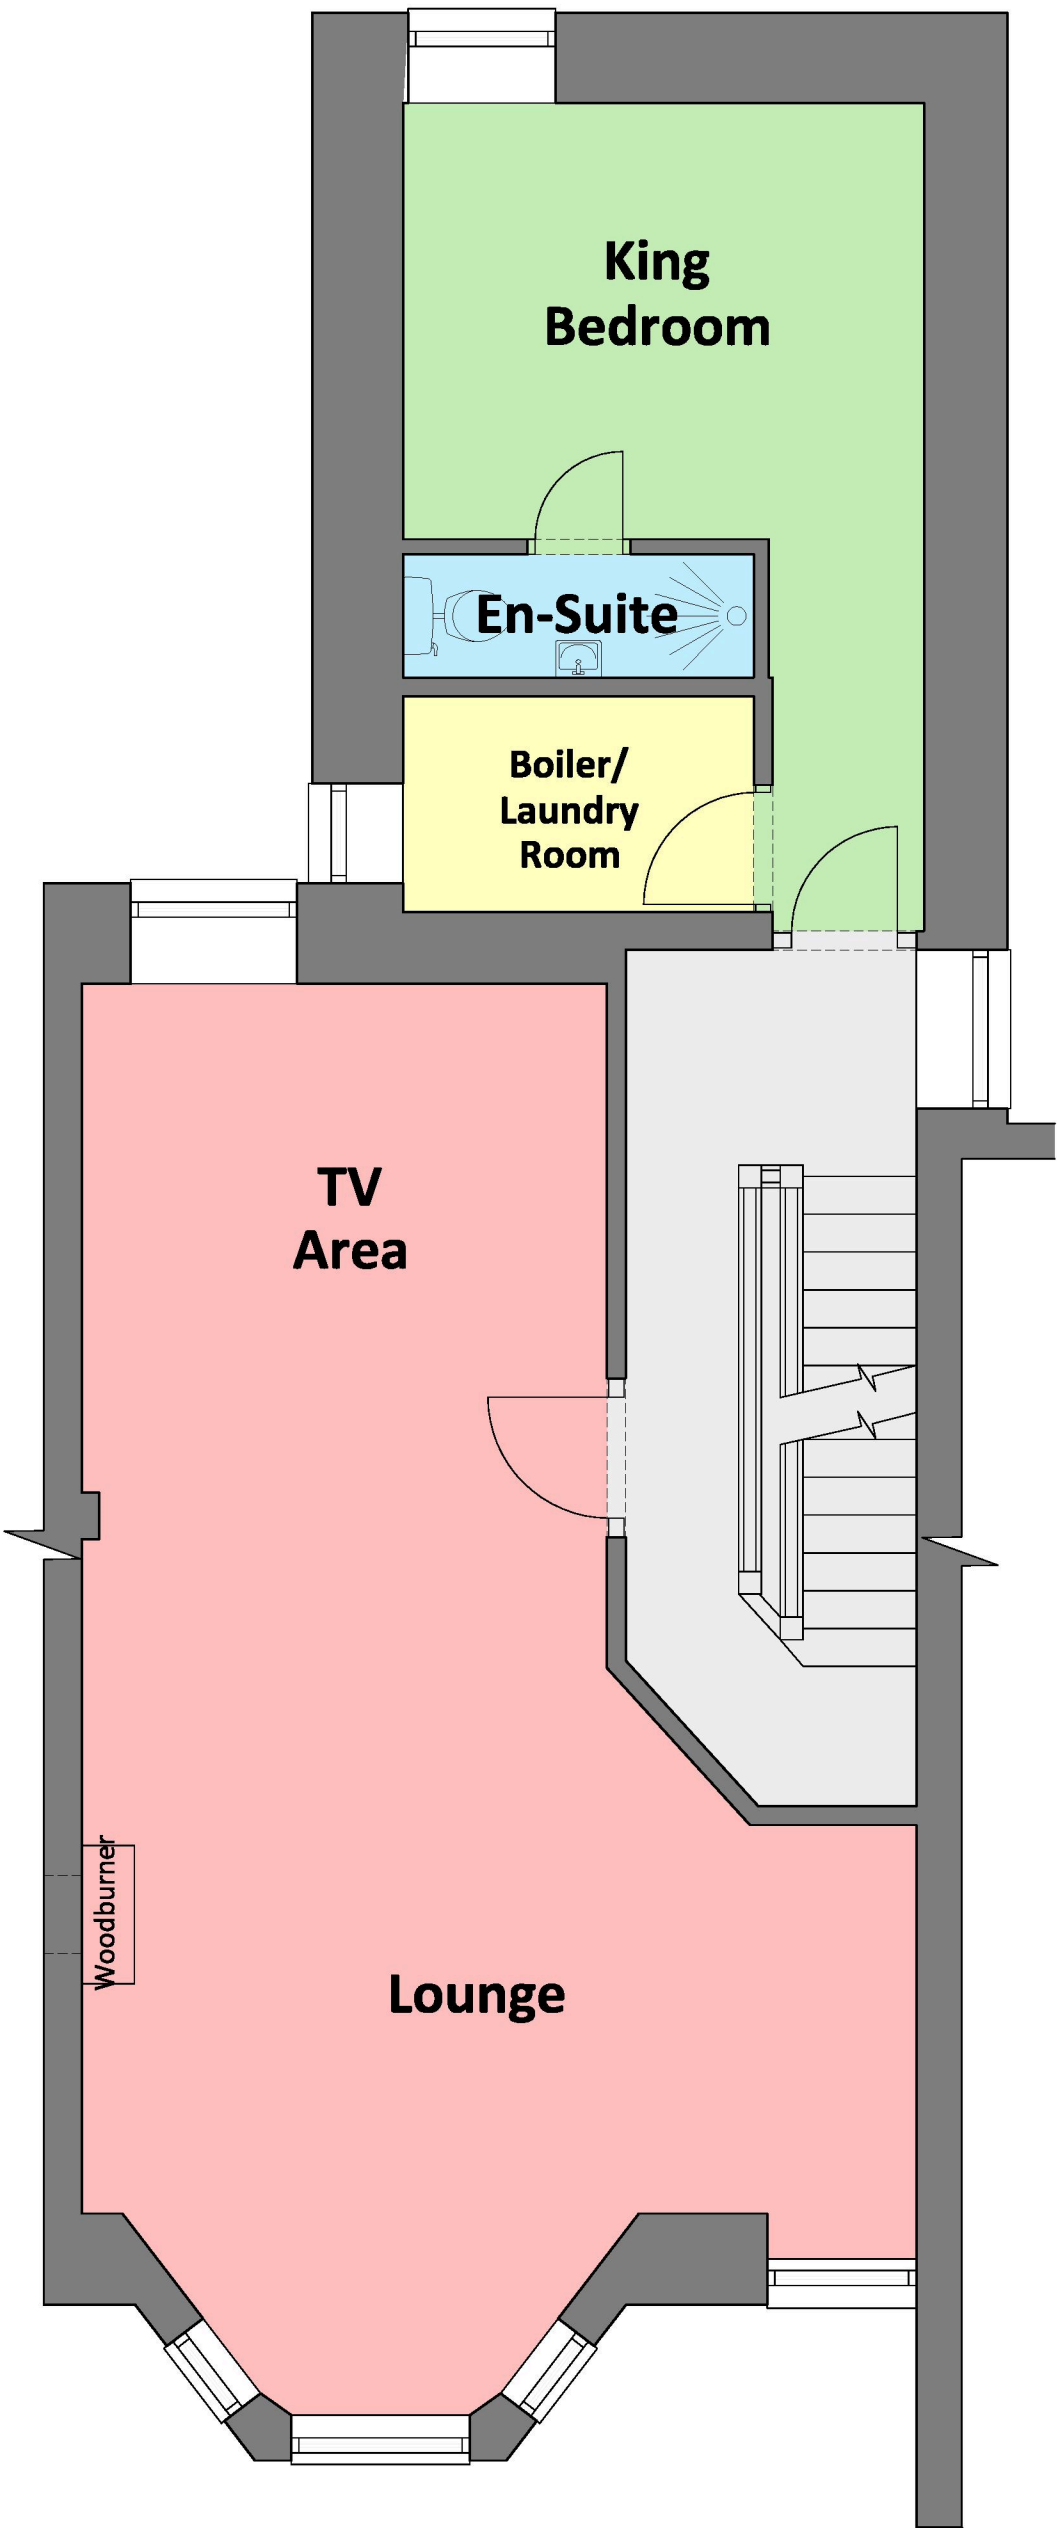 King
Bedroom
En-Suite
Boiler/
Laundry
Room
TV
Area
Woodburner
Lounge